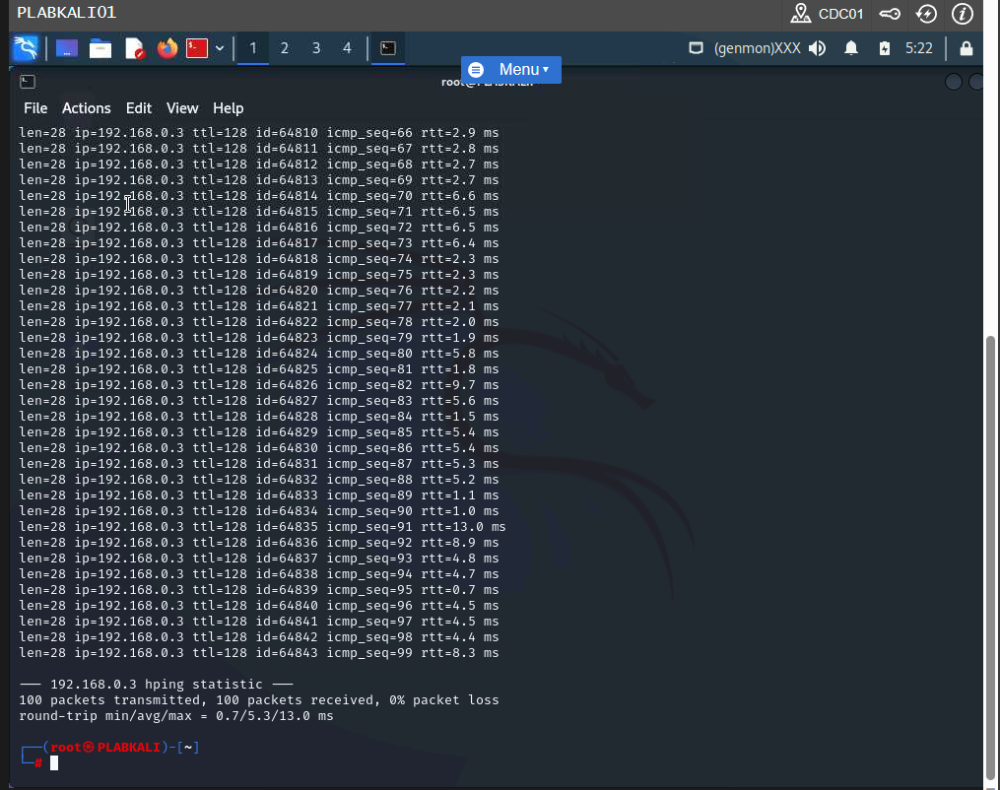 PLABKALI01
CDC01
1 2 3 4
(genmon)XXX
5:22
Menu
File Actions Edit View Help
len=28 ip=192.168.0.3 ttl=128 id=64810 icmp_seq=66 rtt=2.9 ms
len=28 ip=192.168.0.3 ttl=128 id=64811 icmp_seq=67 rtt=2.8 ms
len=28 ip=192.168.0.3 ttl=128 id=64812 icmp_seq=68 rtt=2.7 ms
len=28 ip=192.168.0.3 ttl=128 id=64813 icmp_seq=69 rtt=2.7 ms
len=28 ip=192.168.0.3 ttl=128 id=64814 icmp_seq=70 rtt=6.6 ms
len=28 ip=192.168.0.3 ttl=128 id=64815 icmp_seq=71 rtt=6.5 ms
len=28 ip=192.168.0.3 ttl=128 id=64816 icmp_seq=72 rtt=6.5 ms
len=28 ip=192.168.0.3 ttl=128 id=64817 icmp_seq=73 rtt=6.4 ms
len=28 ip=192.168.0.3 ttl=128 id=64818 icmp_seq=74 rtt=2.3 ms
len=28 ip=192.168.0.3 ttl=128 id=64819 icmp_seq=75 rtt=2.3 ms
len=28 ip=192.168.0.3 ttl=128 id=64820 icmp_seq=76 rtt=2.2 ms
len=28 ip=192.168.0.3 ttl=128 id=64821 icmp_seq=77 rtt=2.1 ms
len=28 ip=192.168.0.3 ttl=128 id=64822 icmp_seq=78 rtt=2.0 ms
len=28 ip=192.168.0.3 ttl=128 id=64823 icmp_seq=79 rtt=1.9 ms
len=28 ip=192.168.0.3 ttl=128 id=64824 icmp_seq=80 rtt=5.8 ms
len=28 ip=192.168.0.3 ttl=128 id=64825 icmp_seq=81 rtt=1.8 ms
len=28 ip=192.168.0.3 ttl=128 id=64826 icmp_seq=82 rtt=9.7 ms
len=28 ip=192.168.0.3 ttl=128 id=64827 icmp_seq=83 rtt=5.6 ms
len=28 ip=192.168.0.3 ttl=128 id=64828 icmp_seq=84 rtt=1.5 ms
len=28 ip=192.168.0.3 ttl=128 id=64829 icmp_seq=85 rtt=5.4 ms
len=28 ip=192.168.0.3 ttl=128 id=64830 icmp_seq=86 rtt=5.4 ms
len=28 ip=192.168.0.3 ttl=128 id=64831 icmp_seq=87 rtt=5.3 ms
len=28 ip=192.168.0.3 ttl=128 id=64832 icmp_seq=88 rtt=5.2 ms
len=28 ip=192.168.0.3 ttl=128 id=64833 icmp_seq=89 rtt=1.1 ms
len=28 ip=192.168.0.3 ttl=128 id=64834 icmp_seq=90 rtt=1.0 ms
len=28 ip=192.168.0.3 ttl=128 id=64835 icmp_seq=91 rtt=13.0 ms
len=28 ip=192.168.0.3 ttl=128 id=64836 icmp_seq=92 rtt=8.9 ms
len=28 ip=192.168.0.3 ttl=128 id=64837 icmp_seq=93 rtt=4.8 ms
len=28 ip=192.168.0.3 ttl=128 id=64838 icmp_seq=94 rtt=4.7 ms
len=28 ip=192.168.0.3 ttl=128 id=64839 icmp_seq=95 rtt=0.7 ms
len=28 ip=192.168.0.3 ttl=128 id=64840 icmp_seq=96 rtt=4.5 ms
len=28 ip=192.168.0.3 ttl=128 id=64841 icmp_seq=97 rtt=4.5 ms
len=28 ip=192.168.0.3 ttl=128 id=64842 icmp_seq=98 rtt=4.4 ms
len=28 ip=192.168.0.3 ttl=128 id=64843 icmp_seq=99 rtt=8.3 ms
--- 192.168.0.3 hping statistic ---
100 packets transmitted, 100 packets received, 0% packet loss
round-trip min/avg/max = 0.7/5.3/13.0 ms
┌──(root㉿PLABKALI)-[~]
└─#